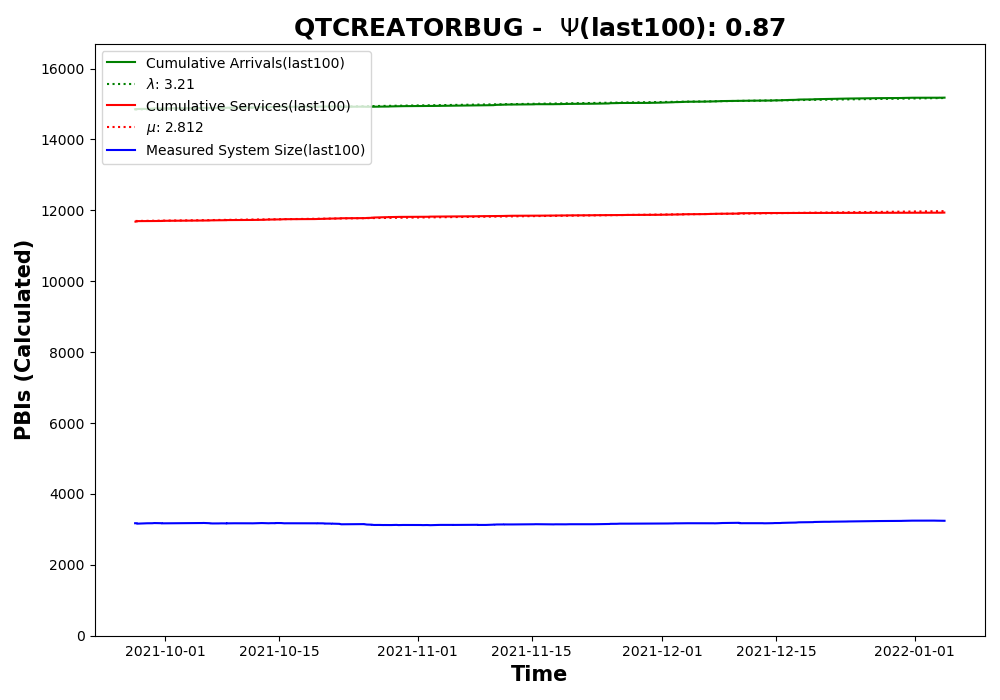 QTCREATORBUG - Ψ(last100): 0.87
Cumulative Arrivals(last100)
λ: 3.21
Cumulative Services(last100)
μ: 2.812
Measured System Size(last100)
16000
14000
12000
10000
8000
6000
4000
2000
0
PBIs (Calculated)
2021-10-01 2021-10-15 2021-11-01 2021-11-15 2021-12-01 2021-12-15 2022-01-01
Time